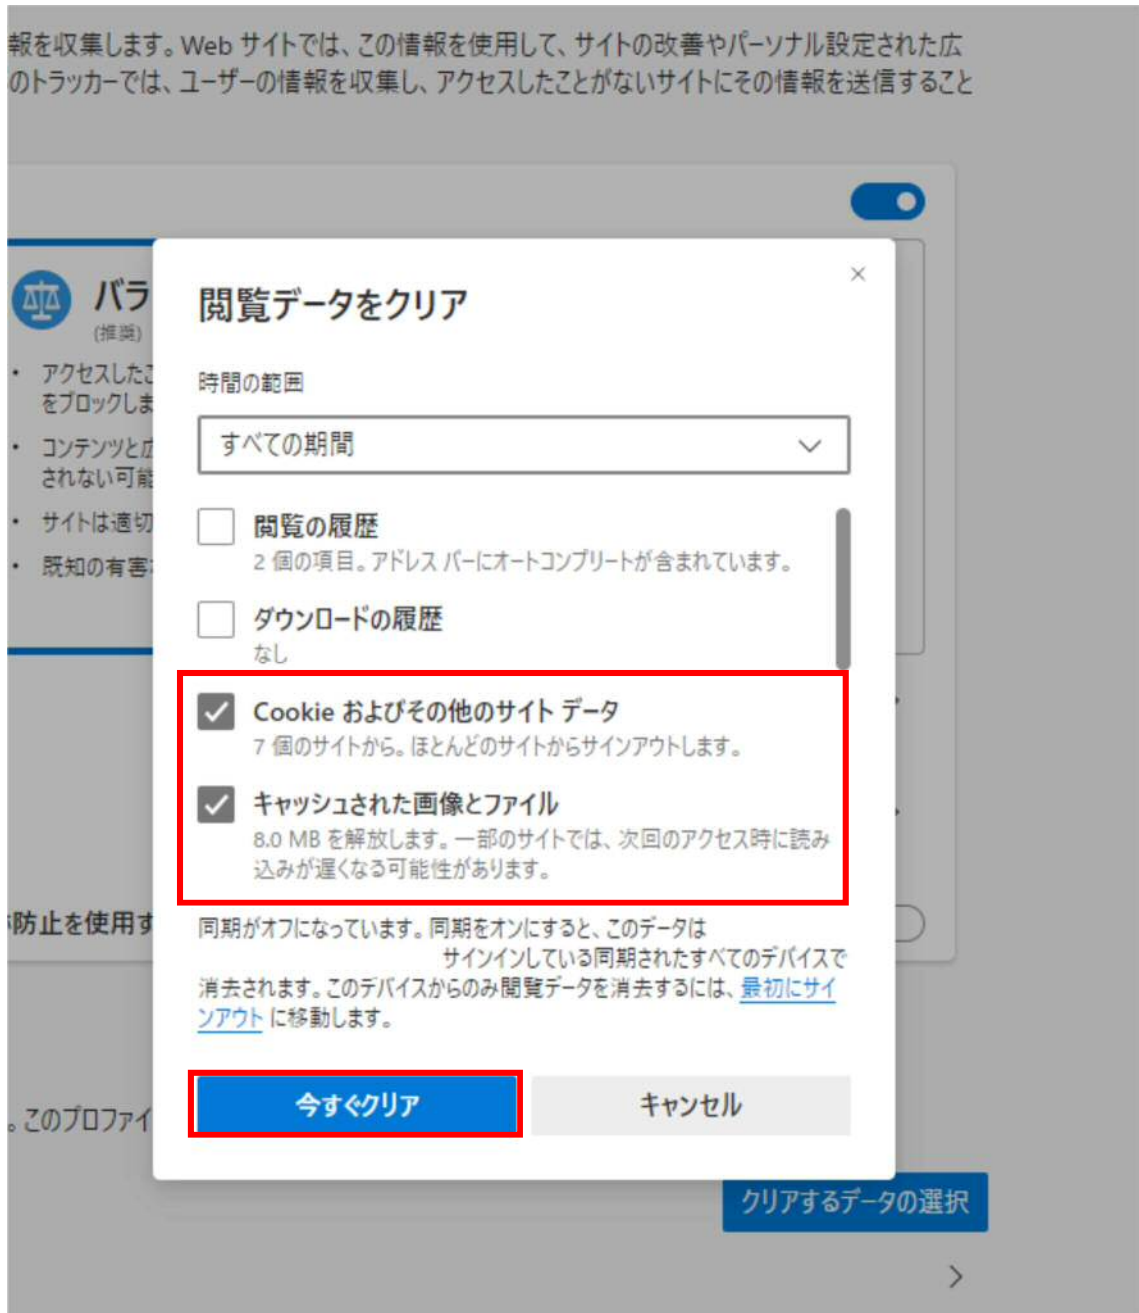 報を収集します。Web サイトでは、この情報を使用して、サイトの改善やパーソナル設定された広
のトラッカーでは、ユーザーの情報を収集し、アクセスしたことがないサイトにその情報を送信すること
バラ
(推奨)
• アクセスしたこ
をブロックしま
• コンテンツと広
されない可能
• サイトは適切
• 既知の有害
閲覧データをクリア
時間の範囲
すべての期間
閲覧の履歴
2 個の項目。アドレス バーにオートコンプリートが含まれています。
ダウンロードの履歴
なし
Cookie およびその他のサイト データ
7 個のサイトから。ほとんどのサイトからサインアウトします。
キャッシュされた画像とファイル
8.0 MB を解放します。一部のサイトでは、次回のアクセス時に読み
込みが遅くなる可能性があります。
防止を使用す
同期がオフになっています。同期をオンにすると、このデータは
サインインしている同期されたすべてのデバイスで
消去されます。このデバイスからのみ閲覧データを消去するには、最初にサイ
ンアウト に移動します。
今すぐクリア
キャンセル
。このプロファイ
クリアするデータの選択